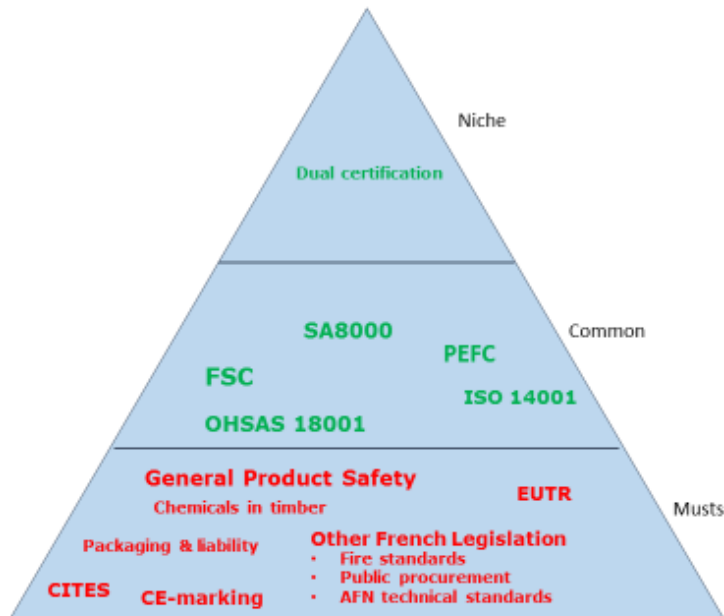 Niche
Dual certification
SA8000
Common
PEFC
FSC
ISO 14001
OHSAS 18001
General Product Safety
EUTR
Chemicals in timber
Musts
Packaging & liability
Other French Legislation
• Fire standards
• Public procurement
• AFN technical standards
CITES
CE-marking